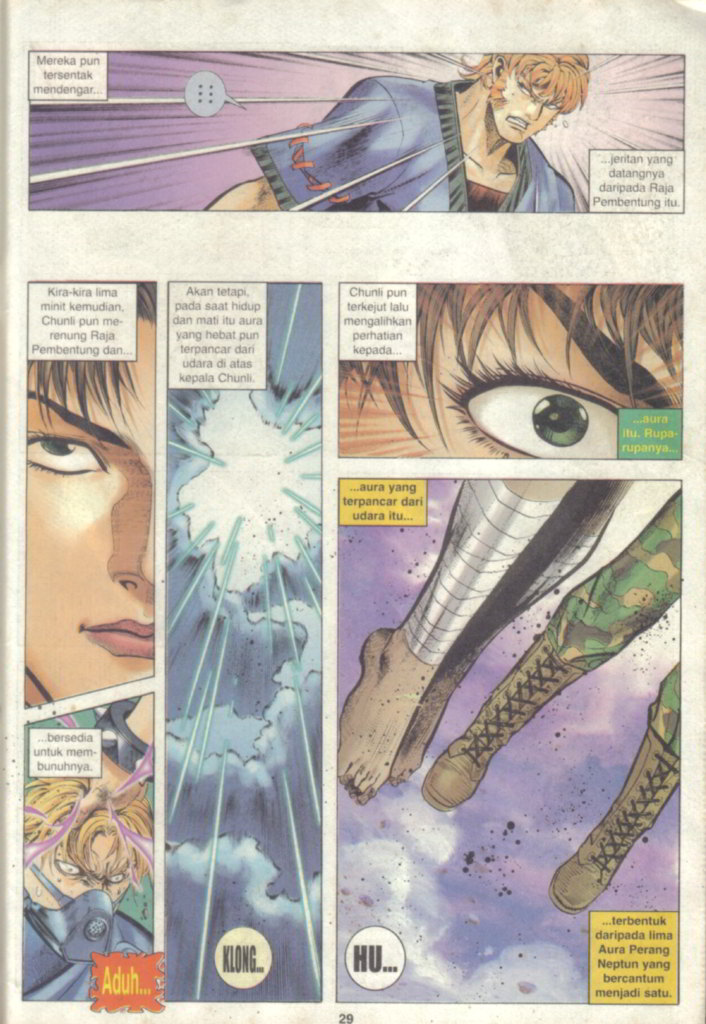 Mereka pun
tersentak
mendengar...
...jeritan yang
datangnya
daripada Raja
Pembentung itu.
Kira-kira lima
minit kemudian,
Chunli pun me-
renung Raja
Pembentung dan...
...bersedia
untuk mem-
bunuhnya.
Aduh...
Akan tetapi,
pada saat hidup
dan mati itu aura
yang hebat pun
terpancar dari
udara di atas
kepala Chunli.
KLONG...
Chunli pun
terkejut lalu
mengalihkan
perhatian
kepada...
...aura
itu. Rupa-
rupanya...
...aura yang
terpancar dari
udara itu...
HU...
...terbentuk
daripada lima
Aura Perang
Neptun yang
bercantum
menjadi satu.
29